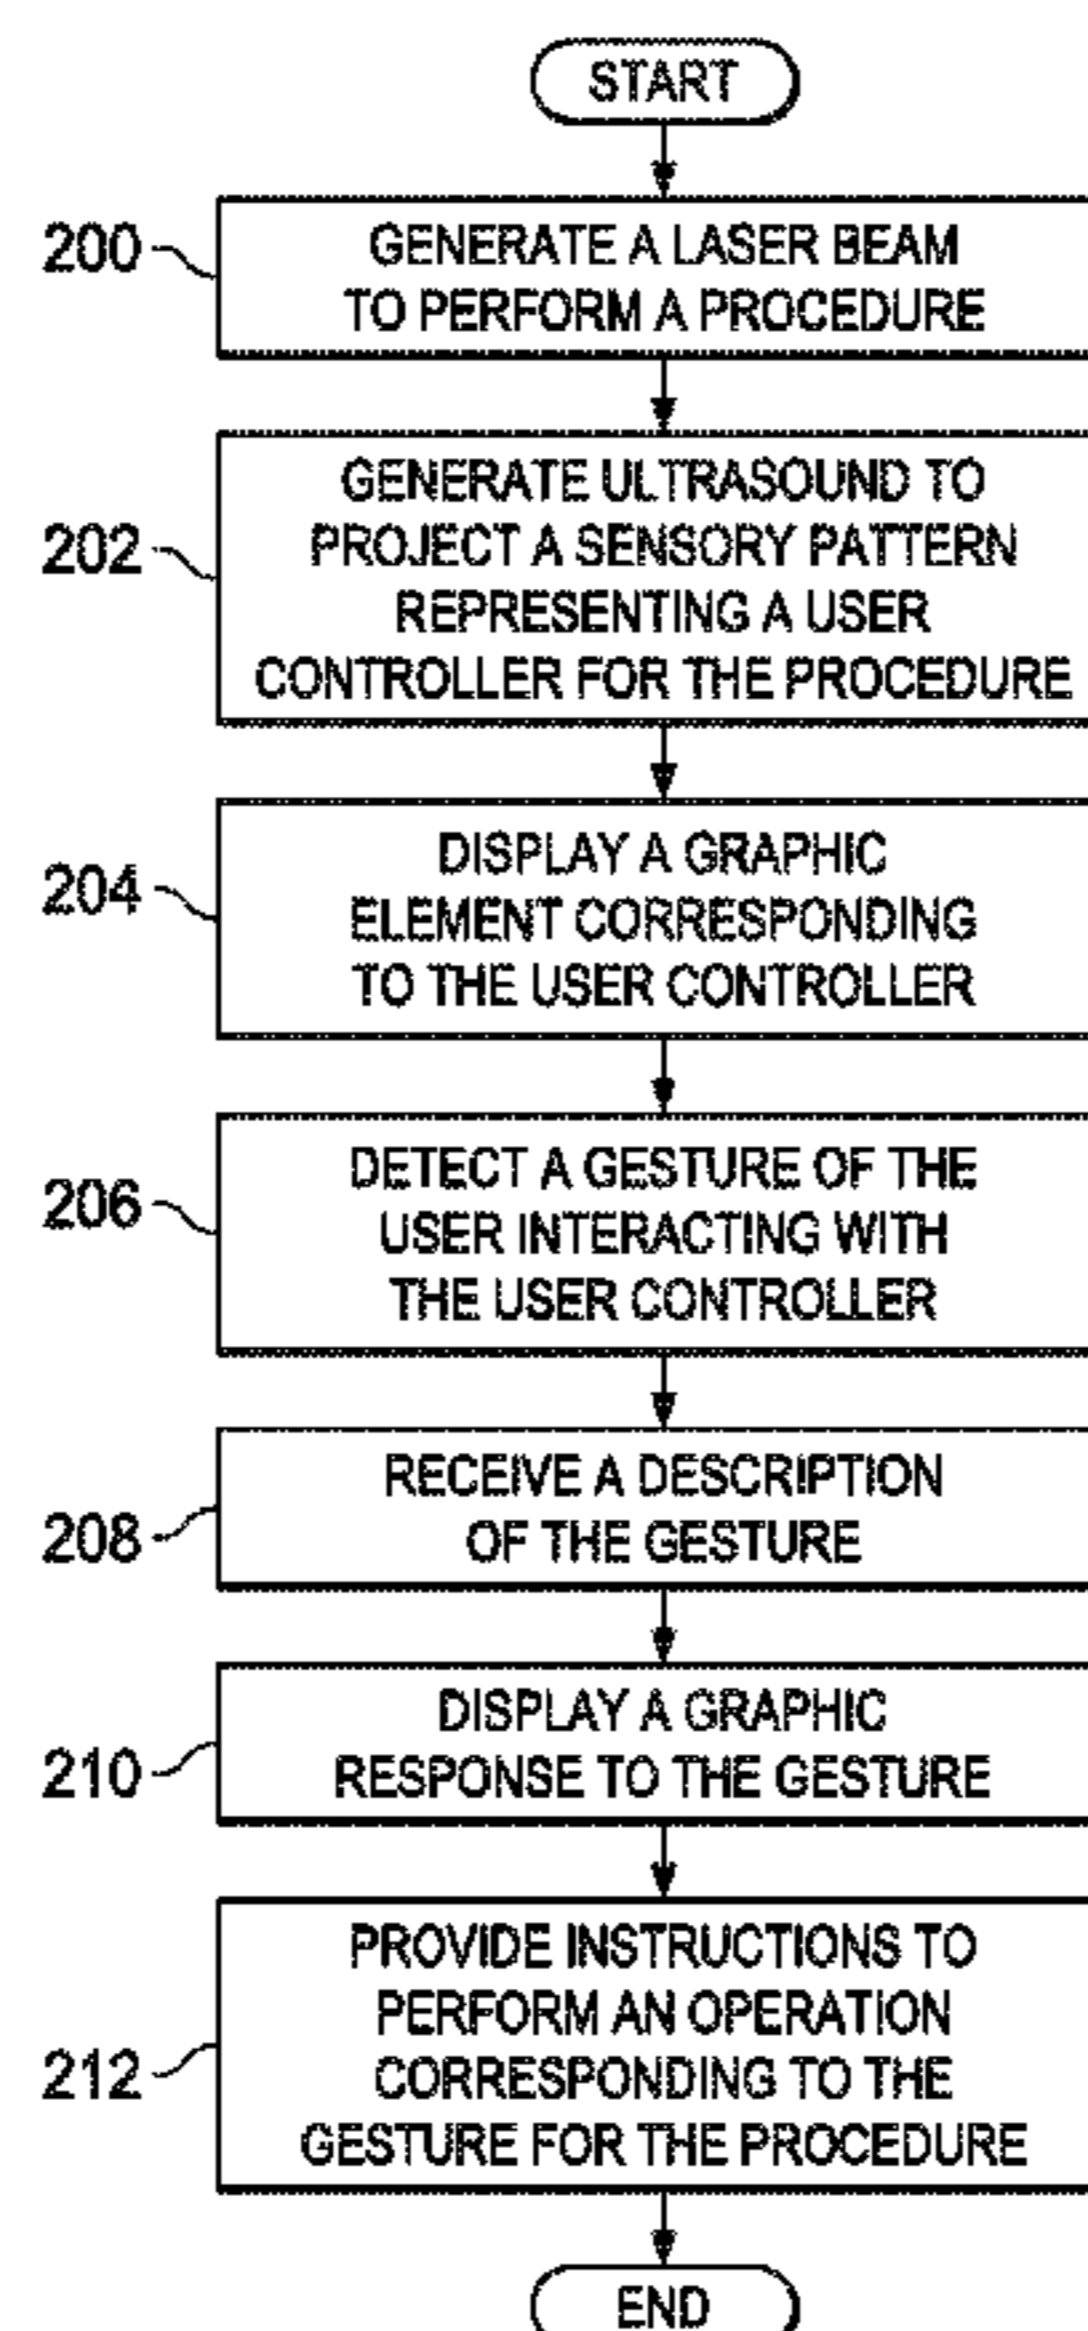 START
200
GENERATE A LASER BEAM
TO PERFORM A PROCEDURE
202
GENERATE ULTRASOUND TO
PROJECT A SENSORY PATTERN
REPRESENTING A USER
CONTROLLER FOR THE PROCEDURE
204
DISPLAY A GRAPHIC
ELEMENT CORRESPONDING
TO THE USER CONTROLLER
206
DETECT A GESTURE OF THE
USER INTERACTING WITH
THE USER CONTROLLER
208
RECEIVE A DESCRIPTION
OF THE GESTURE
210
DISPLAY A GRAPHIC
RESPONSE TO THE GESTURE
212
PROVIDE INSTRUCTIONS TO
PERFORM AN OPERATION
CORRESPONDING TO THE
GESTURE FOR THE PROCEDURE
END